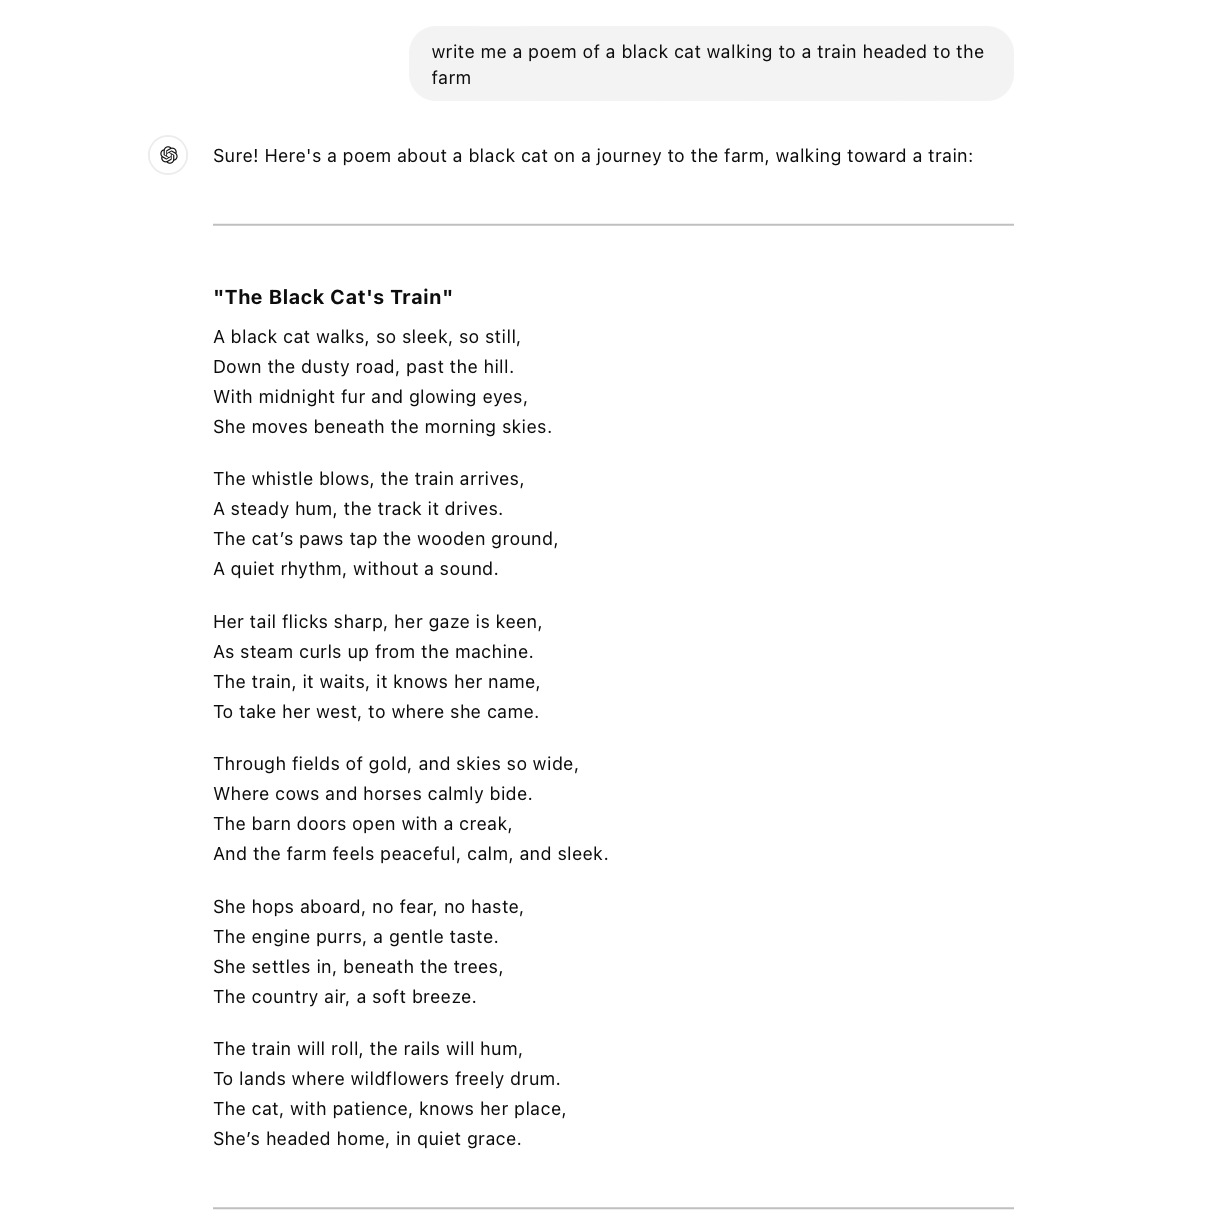 write me a poem of a black cat walking to a train headed to the
farm
Sure! Here's a poem about a black cat on a journey to the farm, walking toward a train:
"The Black Cat's Train"
A black cat walks, so sleek, so still,
Down the dusty road, past the hill.
With midnight fur and glowing eyes,
She moves beneath the morning skies.
The whistle blows, the train arrives,
A steady hum, the track it drives.
The cat’s paws tap the wooden ground,
A quiet rhythm, without a sound.
Her tail flicks sharp, her gaze is keen,
As steam curls up from the machine.
The train, it waits, it knows her name,
To take her west, to where she came.
Through fields of gold, and skies so wide,
Where cows and horses calmly bide.
The barn doors open with a creak,
And the farm feels peaceful, calm, and sleek.
She hops aboard, no fear, no haste,
The engine purrs, a gentle taste.
She settles in, beneath the trees,
The country air, a soft breeze.
The train will roll, the rails will hum,
To lands where wildflowers freely drum.
The cat, with patience, knows her place,
She’s headed home, in quiet grace.